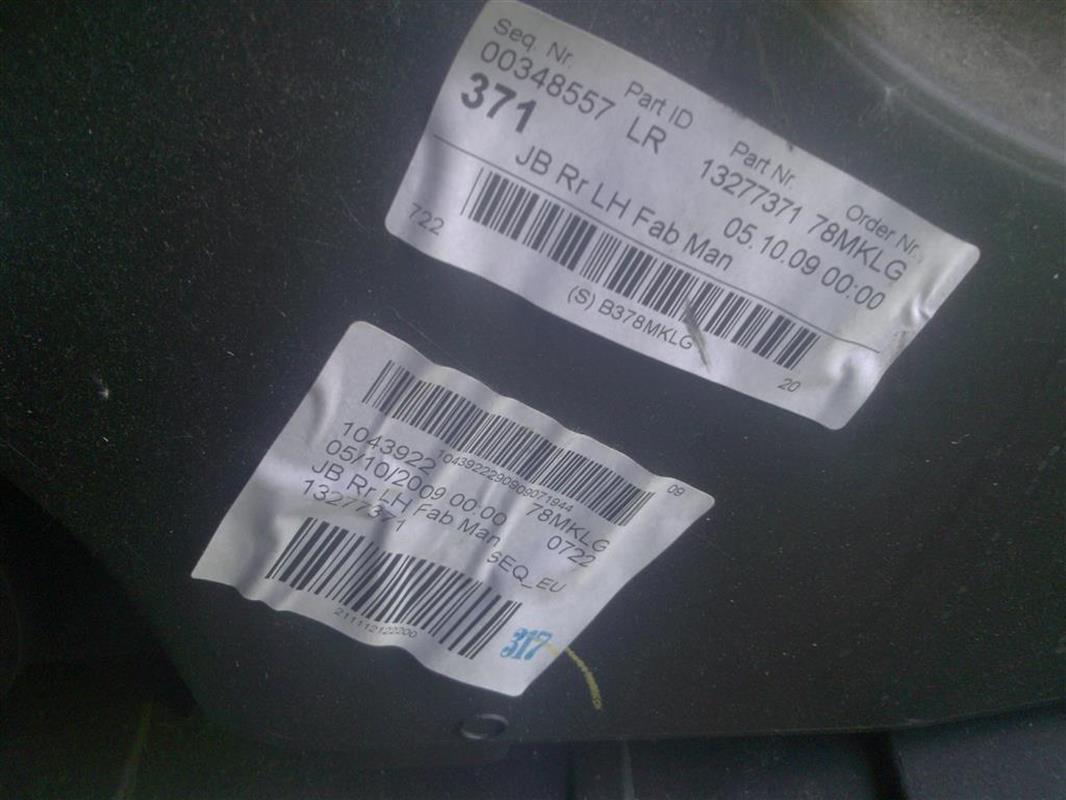 Seq. Nr. Part ID Part Nr. Order Nr.
00348557 LR 13277371 78MKLG
371 JB Rr LH Fab Man 05.10.09 00:00
722
(S) B378MKLG
20
09
1043922290909071944
1043922 78MKLG
05/10/2009 00:00 0722
JB Rr LH Fab Man
13277371 SEQ_EU
211112122200
317